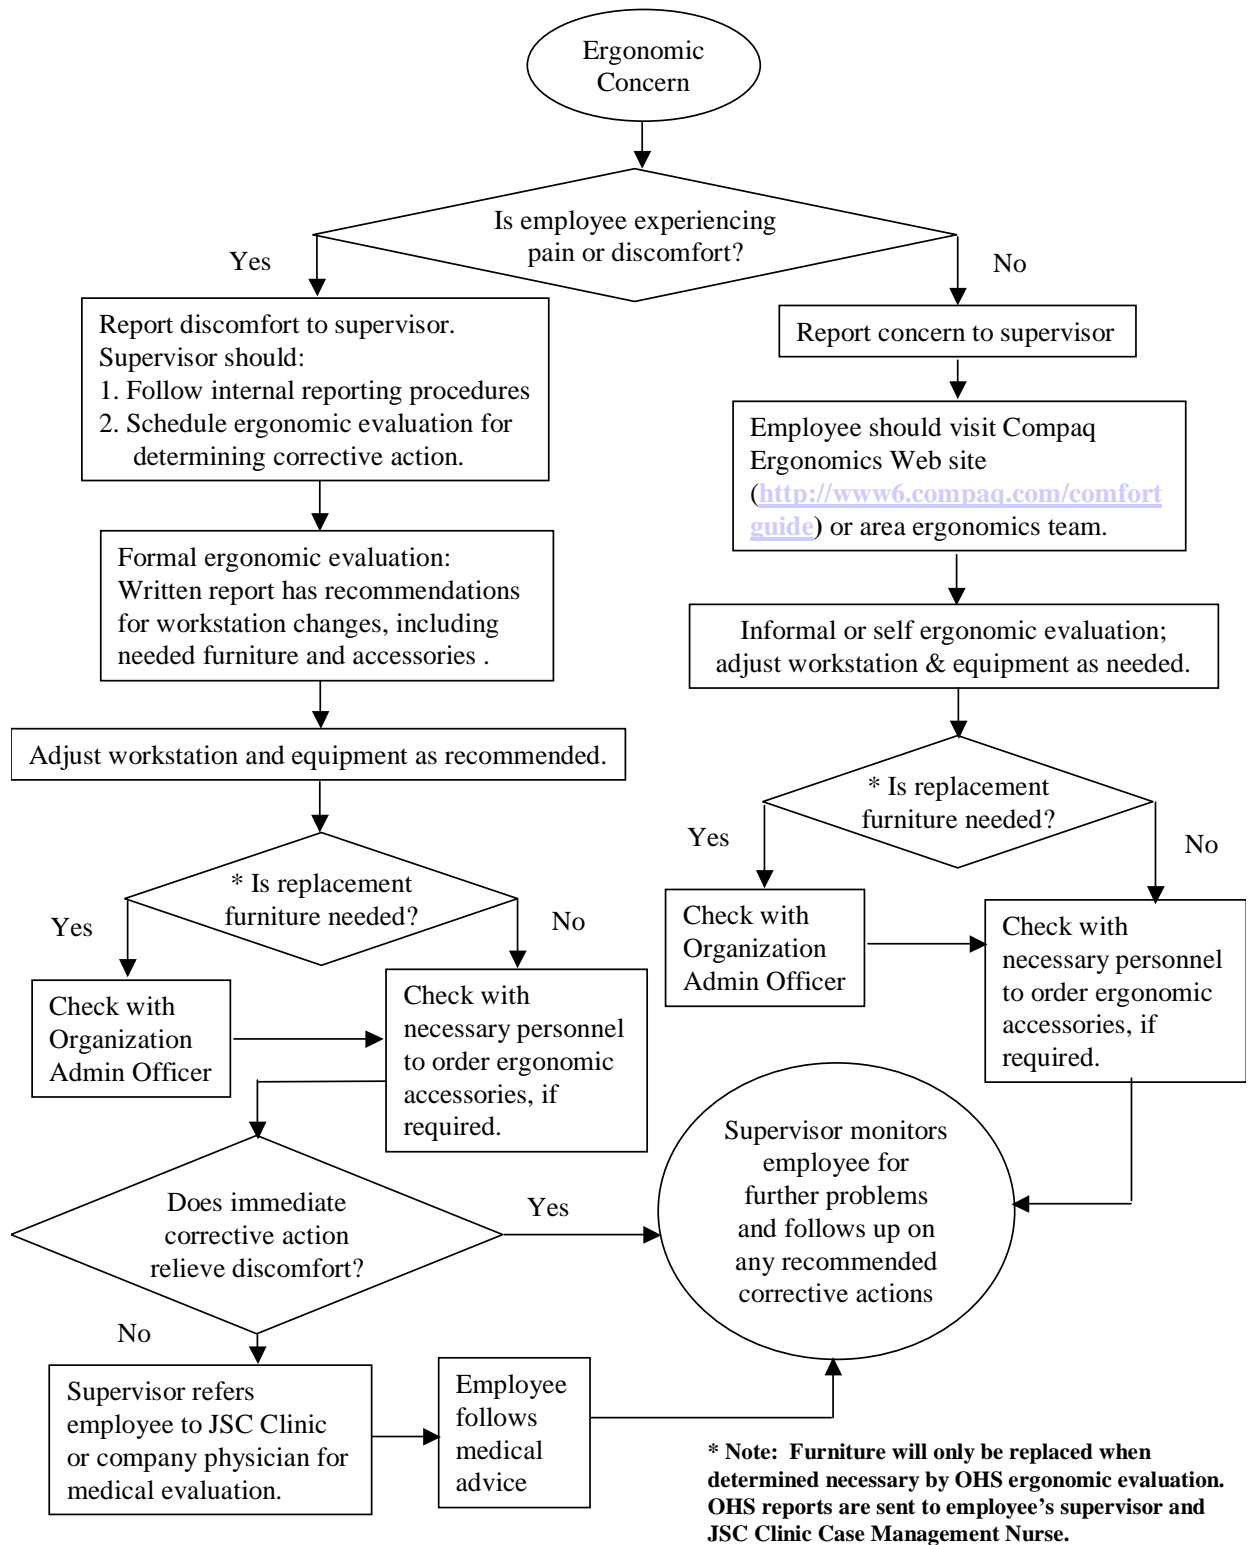 Ergonomic
Concern
Is employee experiencing
pain or discomfort?
Yes
No
Report discomfort to supervisor.
Supervisor should:
1. Follow internal reporting procedures
2. Schedule ergonomic evaluation for
determining corrective action.
Report concern to supervisor
Employee should visit Compaq
Ergonomics Web site
(http://www6.compaq.com/comfort
guide) or area ergonomics team.
Formal ergonomic evaluation:
Written report has recommendations
for workstation changes, including
needed furniture and accessories .
Informal or self ergonomic evaluation;
adjust workstation & equipment as needed.
Adjust workstation and equipment as recommended.
* Is replacement
furniture needed?
Yes
No
* Is replacement
furniture needed?
Yes
No
Check with
Organization
Admin Officer
Check with
necessary personnel
to order ergonomic
accessories, if
required.
Check with
Organization
Admin Officer
Check with
necessary personnel
to order ergonomic
accessories, if
required.
Does immediate
corrective action
relieve discomfort?
Yes
No
Supervisor monitors
employee for
further problems
and follows up on
any recommended
corrective actions
Supervisor refers
employee to JSC Clinic
or company physician for
medical evaluation.
Employee
follows
medical
advice
* Note: Furniture will only be replaced when
determined necessary by OHS ergonomic evaluation.
OHS reports are sent to employee's supervisor and
JSC Clinic Case Management Nurse.